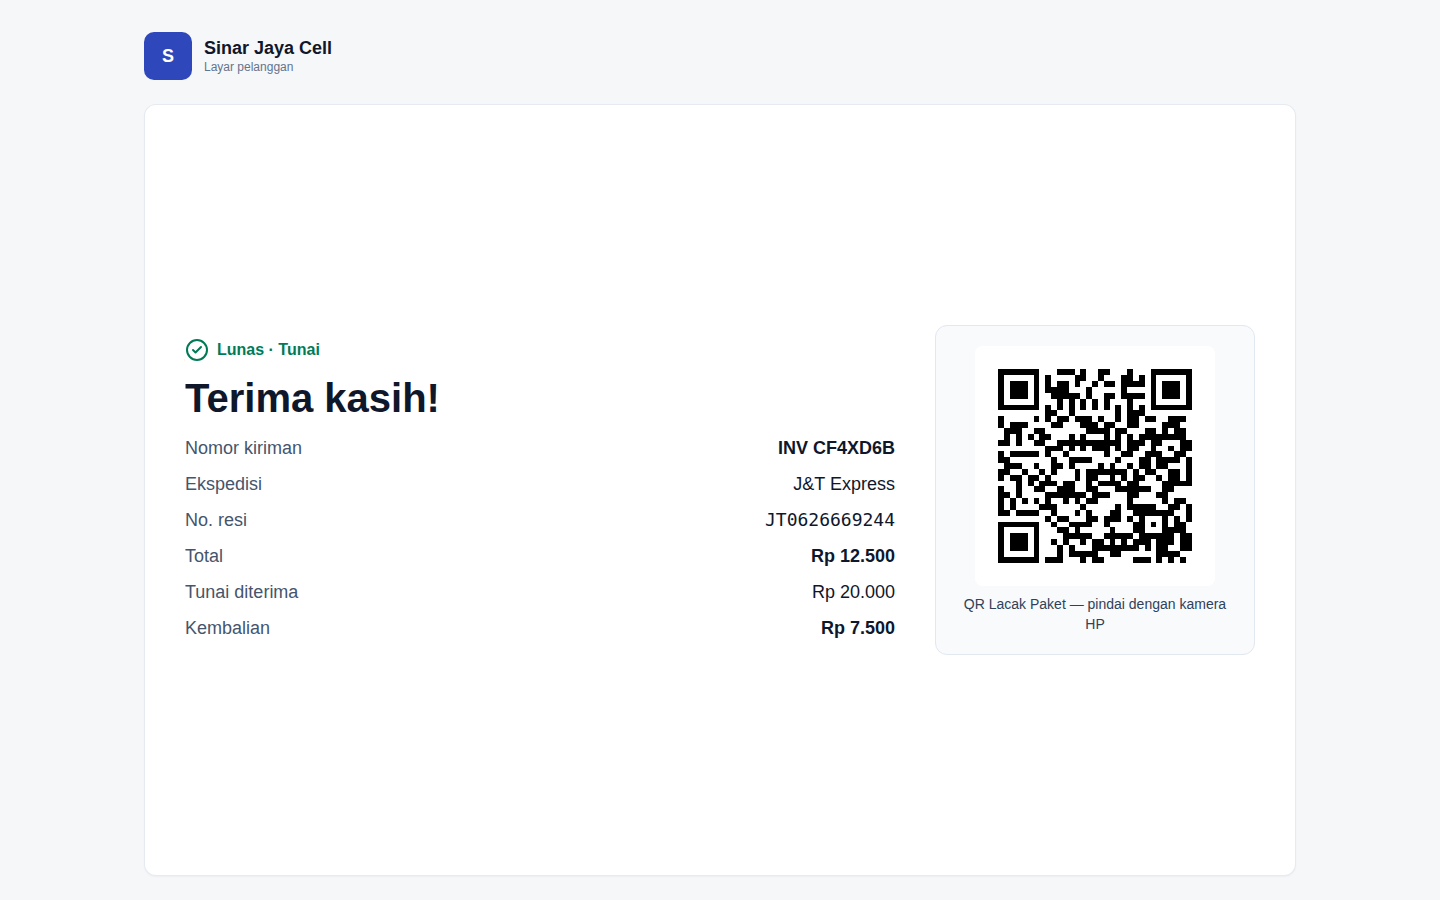 S
Sinar Jaya Cell
Layar pelanggan
Lunas · Tunai
Terima kasih!
Nomor kiriman INV CF4XD6B
Ekspedisi J&T Express
No. resi JT0626669244
Total Rp 12.500
Tunai diterima Rp 20.000
Kembalian Rp 7.500
QR Lacak Paket — pindai dengan kamera
HP